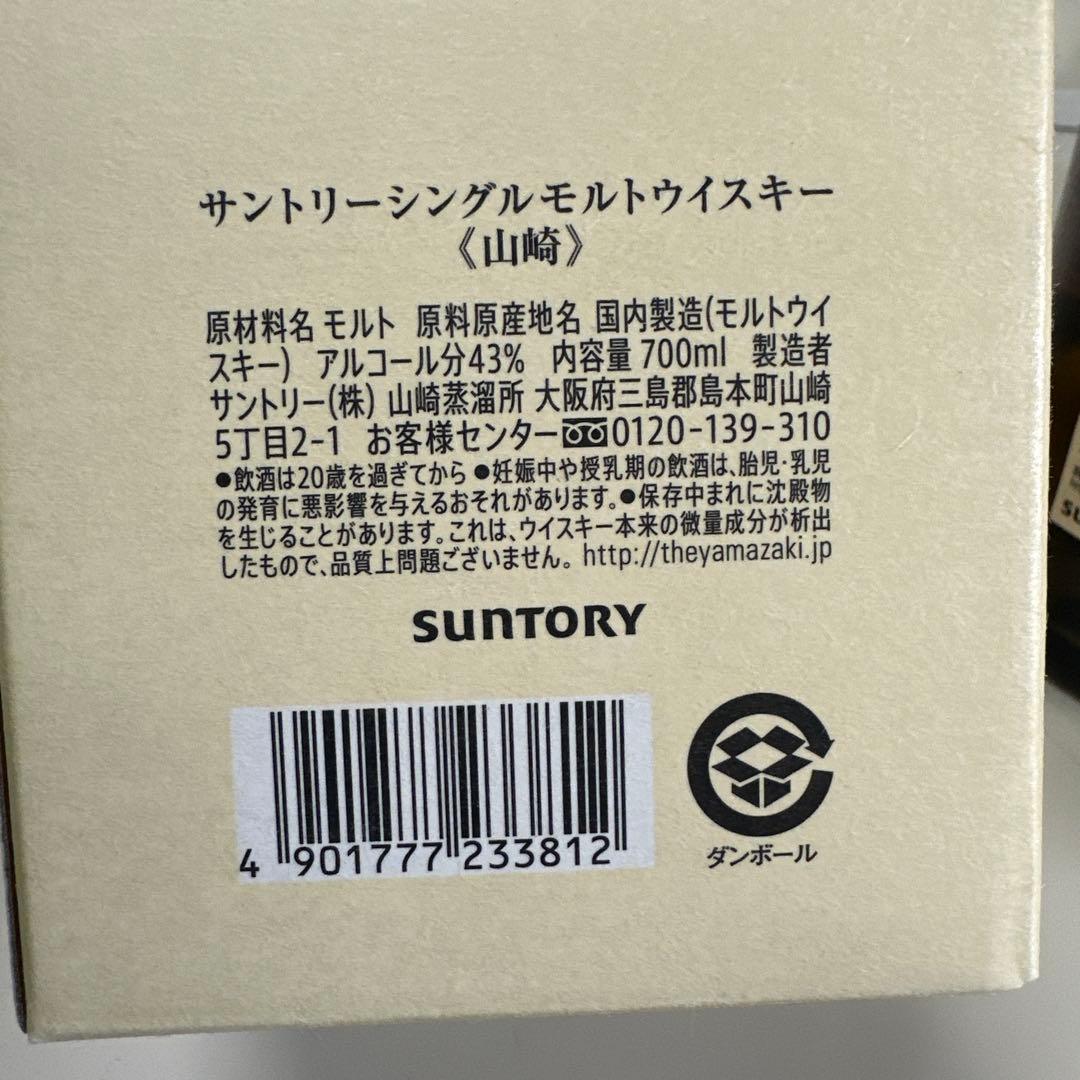 サントリーシングルモルトウイスキー
《山崎》
原材料名 モルト 原料原産地名 国内製造(モルトウイ
スキー) アルコール分43% 内容量 700ml 製造者
サントリー(株) 山崎蒸溜所 大阪府三島郡島本町山崎
5丁目2-1 お客様センター 0120-139-310
●飲酒は20歳を過ぎてから ●妊娠中や授乳期の飲酒は、胎児・乳児
の発育に悪影響を与えるおそれがあります。●保存中まれに沈殿物
を生じることがあります。これは、ウイスキー本来の微量成分が析出
したもので、品質上問題ございません。 http://theyamazaki.jp
SUNTORY
4 901777 233812
ダンボール